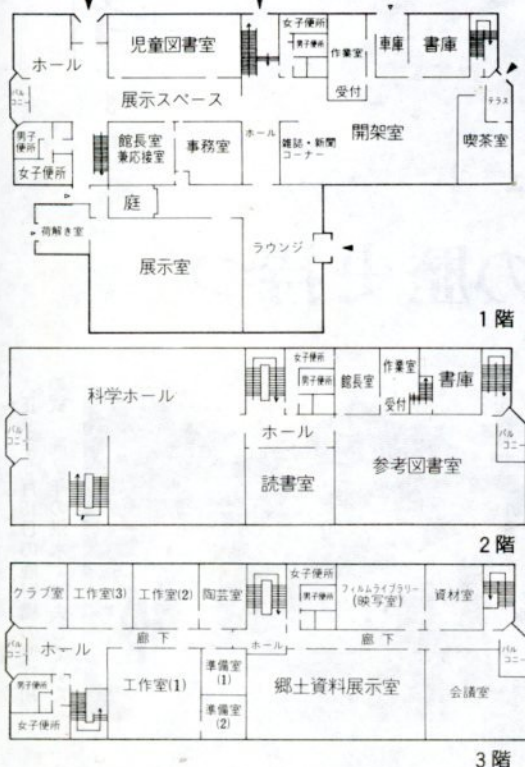 ホール
児童図書室
女子便所
男子便所
作業室
受付
車庫
書庫
バルコニー
展示スペース
ホール
雑誌・新聞
コーナー
開架室
テラス
喫茶室
男子
便所
女子便所
館長室
兼応接室
事務室
庭
荷解き室
展示室
ラウンジ
1階
科学ホール
女子便所
男子便所
館長室
作業室
受付
書庫
バルコニー
ホール
読書室
参考図書室
バルコニー
2階
クラブ室
工作室(3)
工作室(2)
陶芸室
女子便所
男子便所
フィルムライブラリー
(映写室)
資材室
バルコニー
ホール
廊下
ホール
廊下
バルコニー
男子便所
女子便所
工作室(1)
準備室
(1)
準備室
(2)
郷土資料展示室
会議室
3階